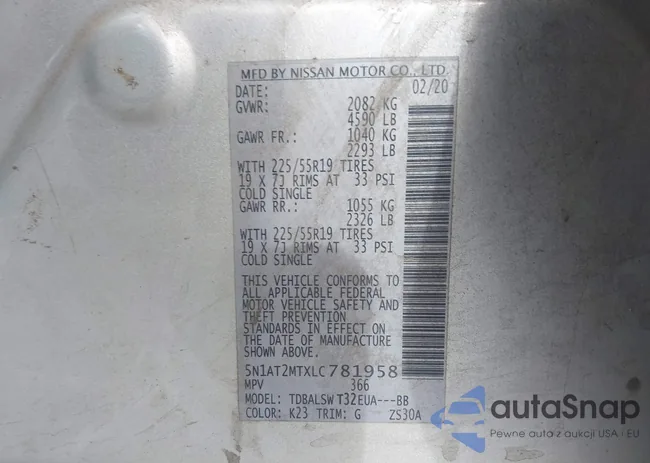 MFD BY NISSAN MOTOR CO., LTD.
DATE: 02/20
GVWR: 2082 KG
4590 LB
GAWR FR.: 1040 KG
2293 LB
WITH 225/55R19 TIRES
19 X 7J RIMS AT 33 PSI
COLD SINGLE
GAWR RR.: 1055 KG
2326 LB
WITH 225/55R19 TIRES
19 X 7J RIMS AT 33 PSI
COLD SINGLE
THIS VEHICLE CONFORMS TO
ALL APPLICABLE FEDERAL
MOTOR VEHICLE SAFETY AND
THEFT PREVENTION
STANDARDS IN EFFECT ON
THE DATE OF MANUFACTURE
SHOWN ABOVE.
5N1AT2MTXLC781958
MPV 366
MODEL: TDBALSWT32EUA---BB
COLOR: K23 TRIM: G ZS30A
autoSnap
Pewne auta z aukcji USA i EU